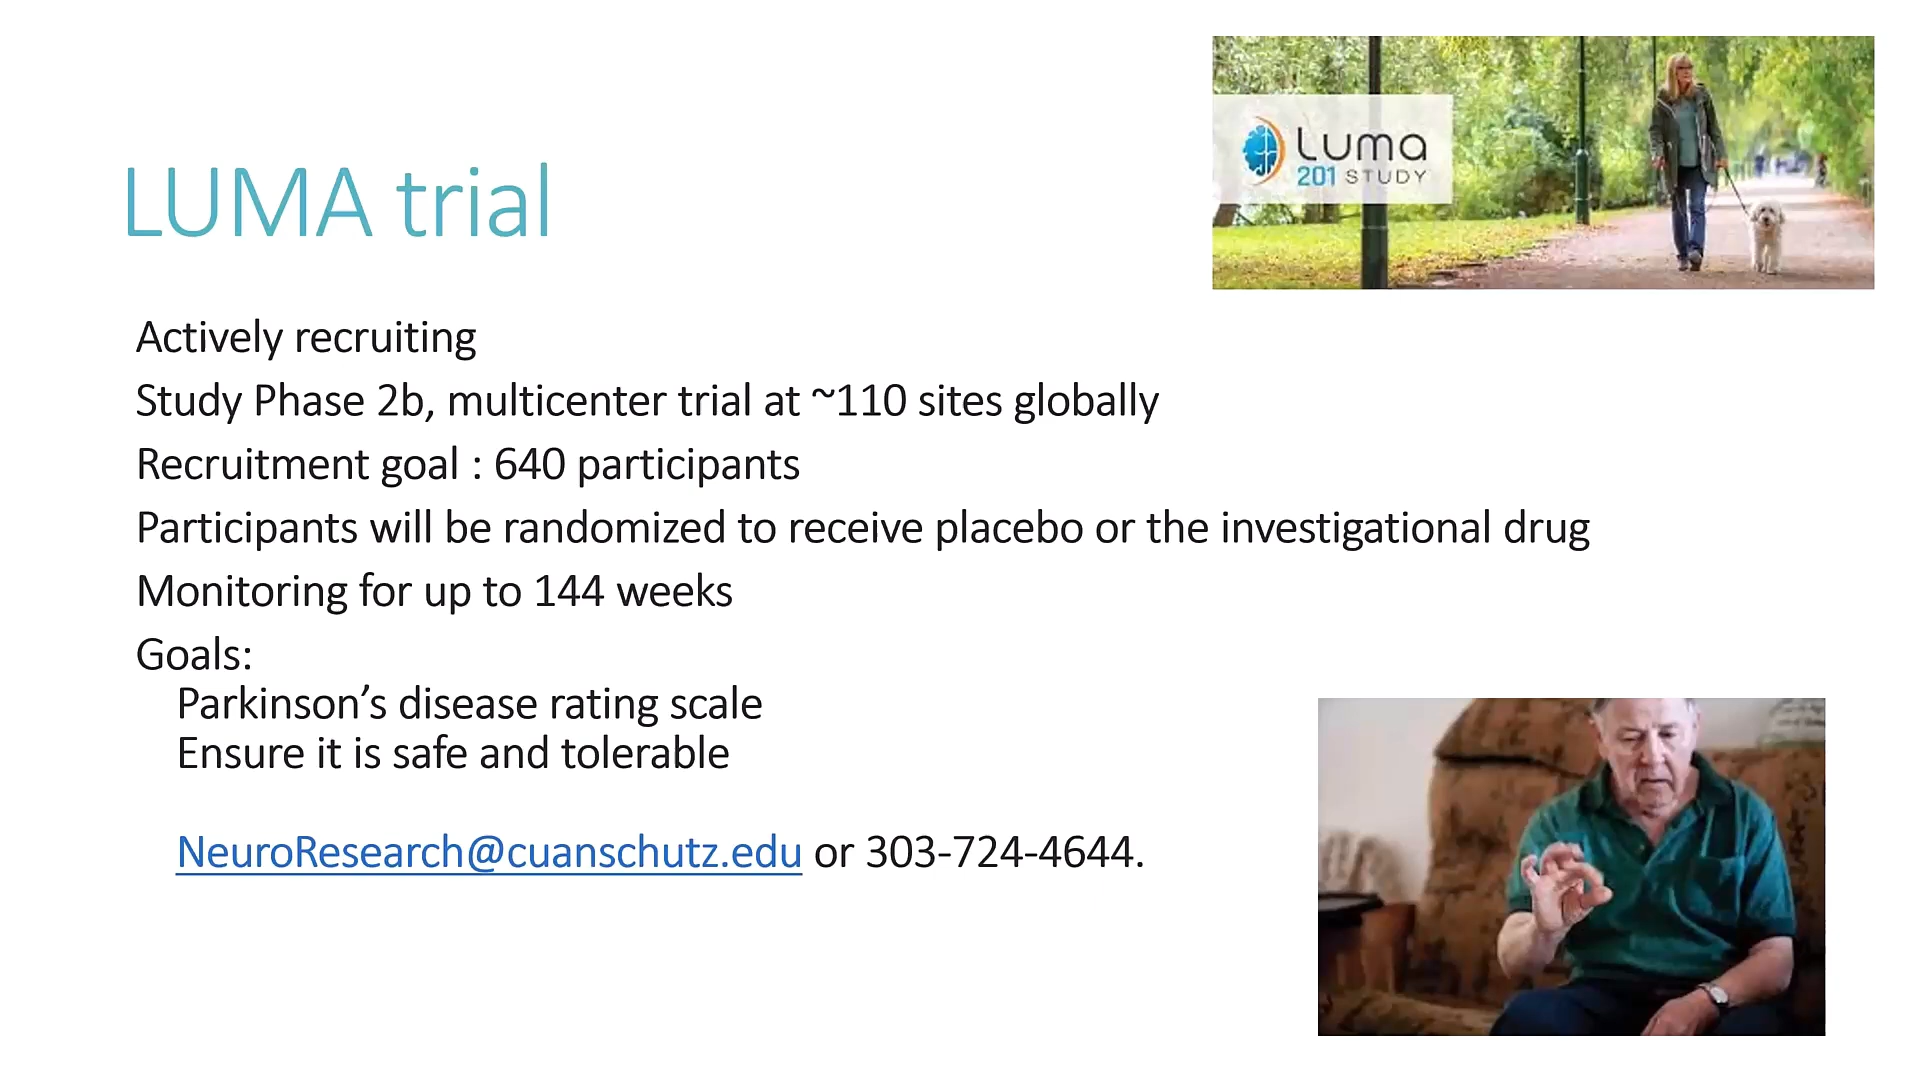 Luma
201 STUDY
LUMA trial
Actively recruiting
Study Phase 2b, multicenter trial at ~110 sites globally
Recruitment goal : 640 participants
Participants will be randomized to receive placebo or the investigational drug
Monitoring for up to 144 weeks
Goals:
Parkinson’s disease rating scale
Ensure it is safe and tolerable
NeuroResearch@cuanschutz.edu or 303-724-4644.